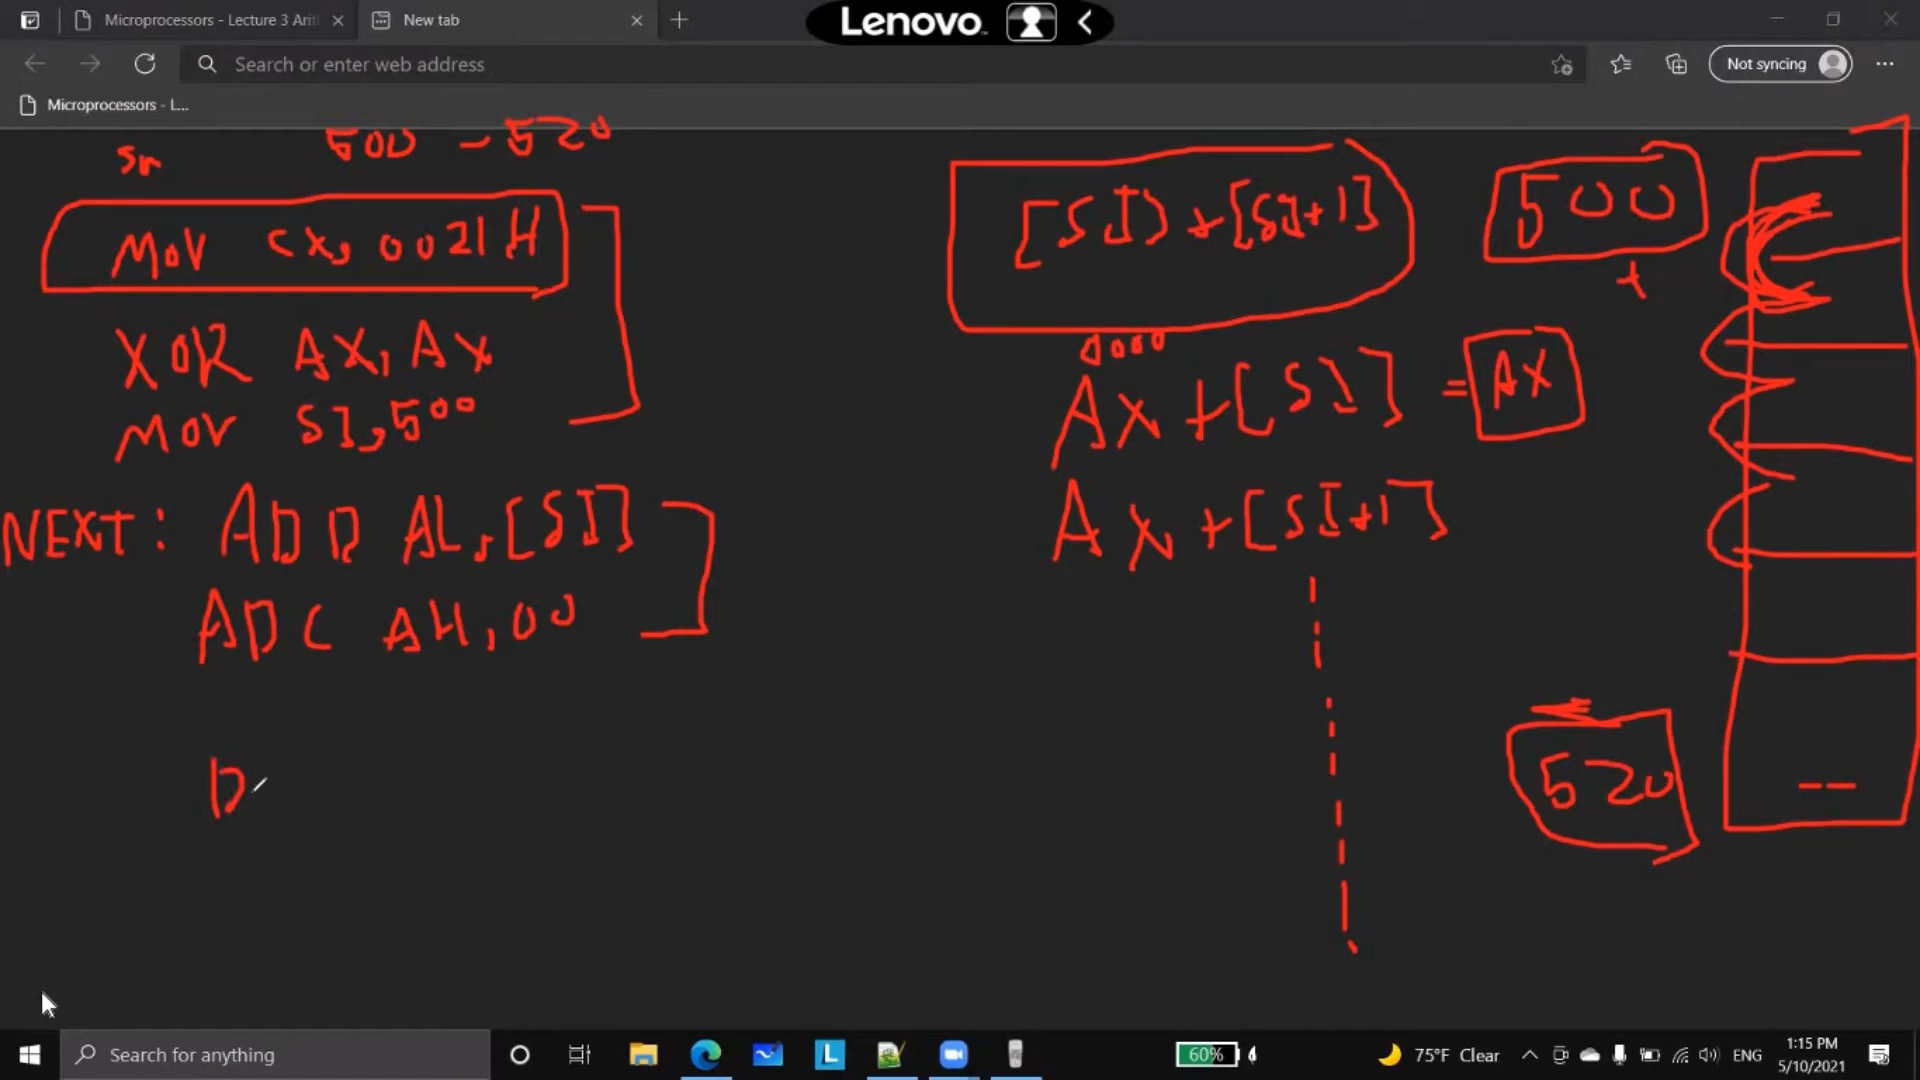 Microprocessors - Lecture 3 Arit
New tab
Lenovo
Search or enter web address
Not syncing
Microprocessors - L...
500 - 520
MOV CX, 0021H
XOR AX, AX
MOV SI, 500
NEXT: ADD AL, [SI]
ADC AH, 00
D
[SI] + [SI+1]
0000
AX + [SI] = AX
AX + [SI+1]
500
+
520
--
Search for anything
L
60%
75°F Clear
ENG
1:15 PM
5/10/2021